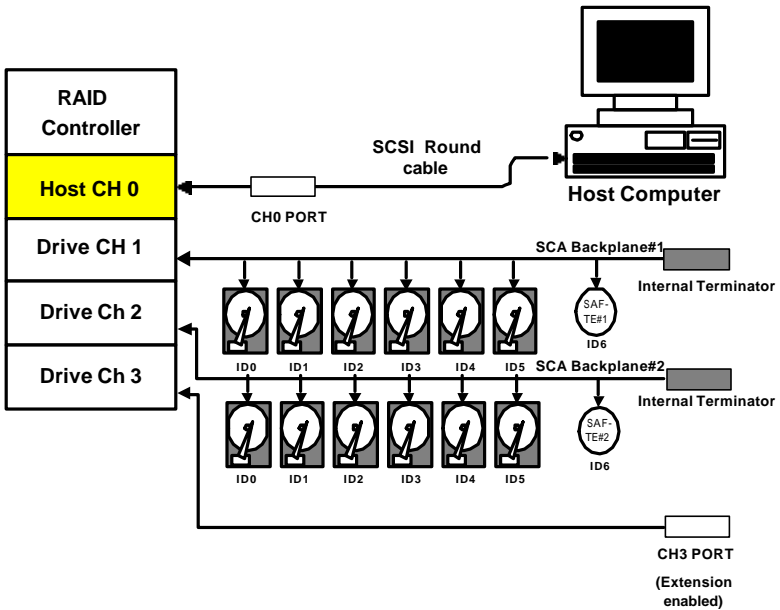 RAID
Controller
Host CH 0
Drive CH 1
Drive Ch 2
Drive Ch 3
SCSI Round
cable
CH0 PORT
Host Computer
SCA Backplane#1
Internal Terminator
SAF-
TE#1
ID6
ID0 ID1 ID2 ID3 ID4 ID5
SCA Backplane#2
Internal Terminator
SAF-
TE#2
ID6
ID0 ID1 ID2 ID3 ID4 ID5
CH3 PORT
(Extension
enabled)